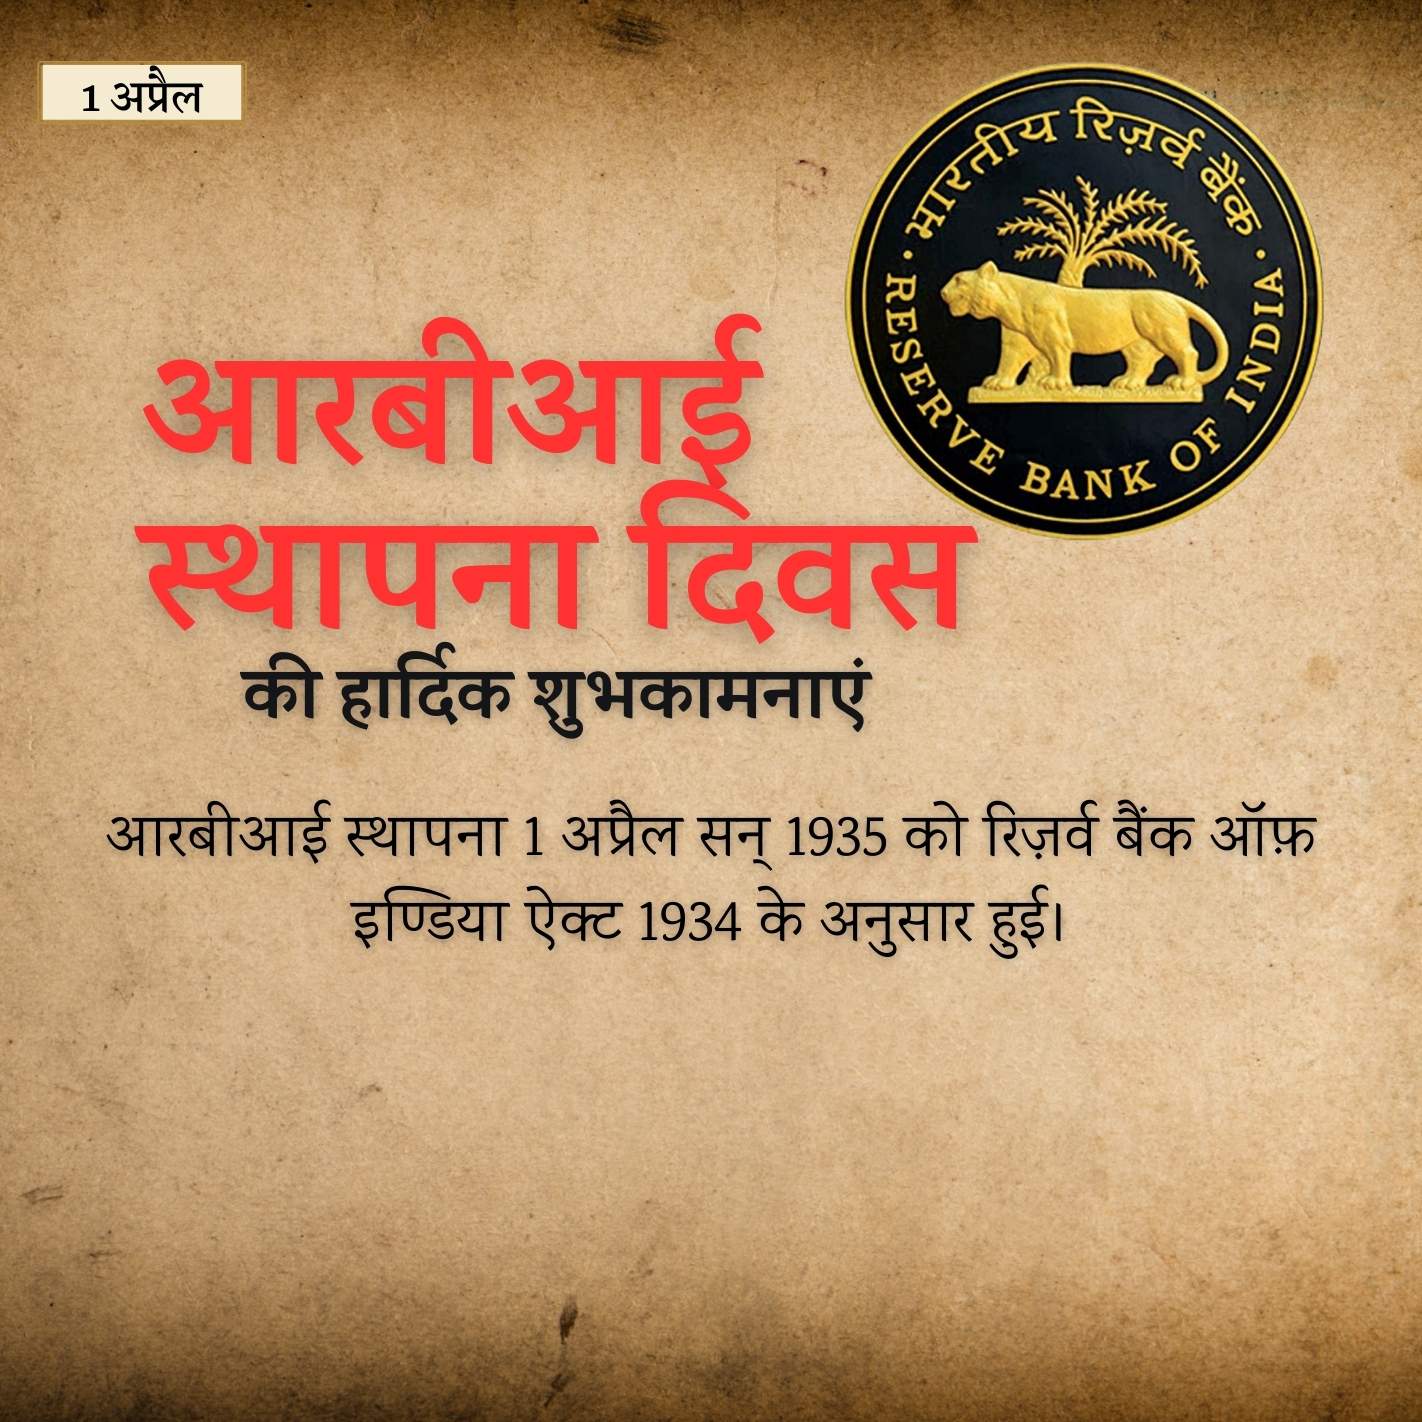 1 अप्रैल
भारतीय रिज़र्व बैंक
RESERVE BANK OF INDIA
आरबीआई
स्थापना दिवस
की हार्दिक शुभकामनाएं
आरबीआई स्थापना 1 अप्रैल सन् 1935 को रिज़र्व बैंक ऑफ़
इण्डिया ऐक्ट 1934 के अनुसार हुई।